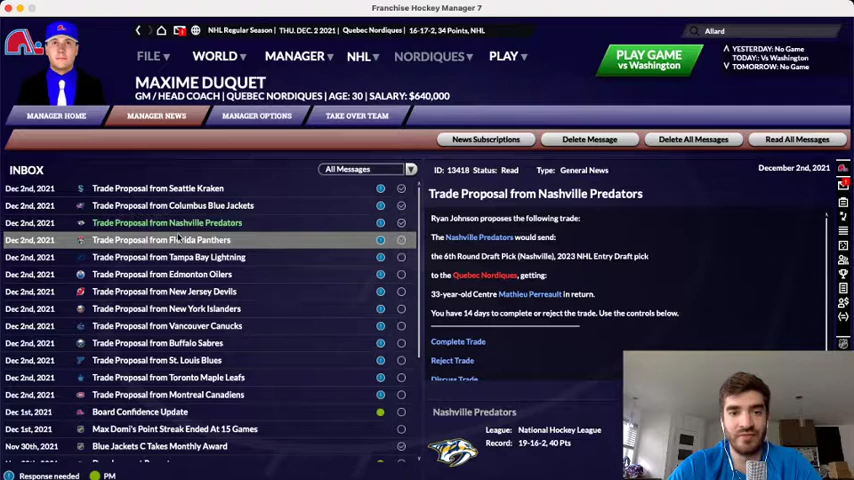 Franchise Hockey Manager 7
NHL Regular Season | THU. DEC. 2 2021 | Quebec Nordiques | 16-17-2, 34 Points, NHL
Allard
FILE WORLD MANAGER NHL NORDIQUES PLAY
PLAY GAME
vs Washington
YESTERDAY: No Game
TODAY: : Vs Washington
TOMORROW: No Game
MAXIME DUQUET
GM / HEAD COACH | QUEBEC NORDIQUES | AGE: 30 | SALARY: $640,000
MANAGER HOME MANAGER NEWS MANAGER OPTIONS TAKE OVER TEAM
News Subscriptions Delete Message Delete All Messages Read All Messages
INBOX All Messages
Dec 2nd, 2021 Trade Proposal from Seattle Kraken
Dec 2nd, 2021 Trade Proposal from Columbus Blue Jackets
Dec 2nd, 2021 Trade Proposal from Nashville Predators
Dec 2nd, 2021 Trade Proposal from Florida Panthers
Dec 2nd, 2021 Trade Proposal from Tampa Bay Lightning
Dec 2nd, 2021 Trade Proposal from Edmonton Oilers
Dec 2nd, 2021 Trade Proposal from New Jersey Devils
Dec 2nd, 2021 Trade Proposal from New York Islanders
Dec 2nd, 2021 Trade Proposal from Vancouver Canucks
Dec 2nd, 2021 Trade Proposal from Buffalo Sabres
Dec 2nd, 2021 Trade Proposal from St. Louis Blues
Dec 2nd, 2021 Trade Proposal from Toronto Maple Leafs
Dec 2nd, 2021 Trade Proposal from Montreal Canadiens
Dec 1st, 2021 Board Confidence Update
Dec 1st, 2021 Max Domi's Point Streak Ended At 15 Games
Nov 30th, 2021 Blue Jackets C Takes Monthly Award
Response needed PM
ID: 13418 Status: Read Type: General News December 2nd, 2021
Trade Proposal from Nashville Predators
Ryan Johnson proposes the following trade:
The Nashville Predators would send:
the 6th Round Draft Pick (Nashville), 2023 NHL Entry Draft pick
to the Quebec Nordiques, getting:
33-year-old Centre Mathieu Perreault in return.
You have 14 days to complete or reject the trade. Use the controls below.
Complete Trade
Reject Trade
Discuss Trade
Nashville Predators
League: National Hockey League
Record: 19-16-2, 40 Pts